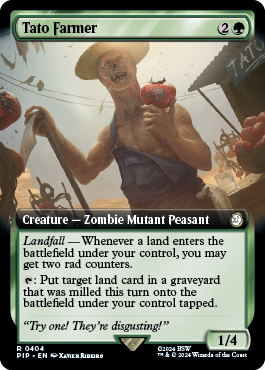 Tato Farmer 2
TATO
Creature — Zombie Mutant Peasant
Landfall — Whenever a land enters the
battlefield under your control, you may
get two rad counters.
: Put target land card in a graveyard
that was milled this turn onto the
battlefield under your control tapped.
“Try one! They’re disgusting!”
1/4
R 0404
PIP • EN Xavier Ribeiro
©2024 BSW
™ & © 2024 Wizards of the Coast